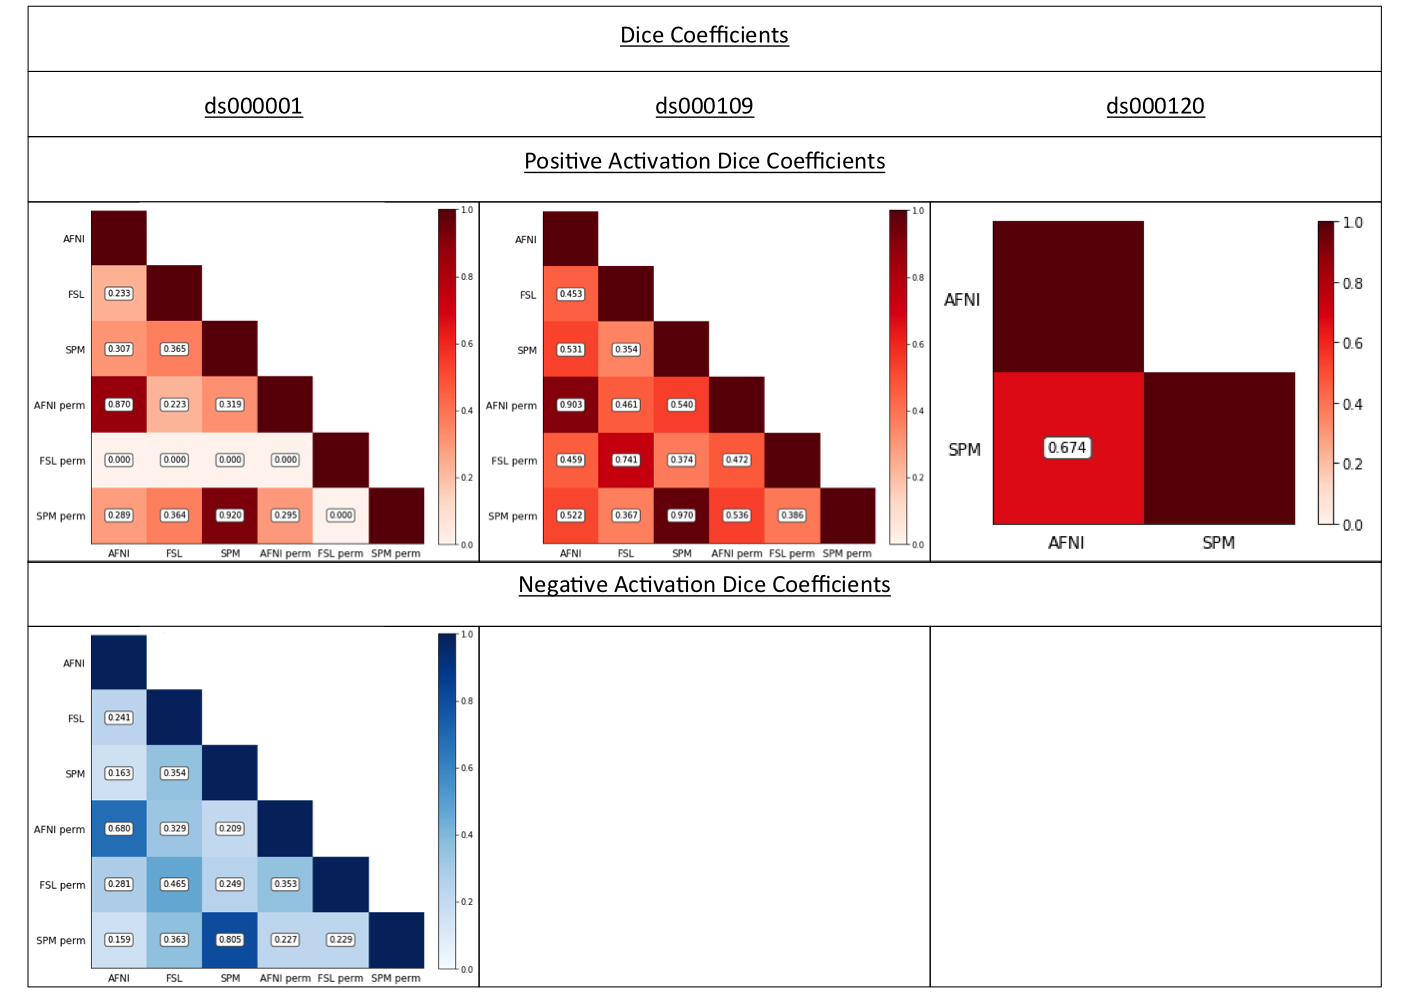 Dice Coefficients
ds000001 ds000109 ds000120
Positive Activation Dice Coefficients
AFNI
FSL 0.233
SPM 0.307 0.365
AFNI perm 0.870 0.223 0.319
FSL perm 0.000 0.000 0.000 0.000
SPM perm 0.289 0.364 0.920 0.295 0.000
AFNI FSL SPM AFNI perm FSL perm SPM perm
1.0
0.8
0.6
0.4
0.2
0.0
AFNI
FSL 0.453
SPM 0.531 0.354
AFNI perm 0.903 0.461 0.540
FSL perm 0.459 0.741 0.374 0.472
SPM perm 0.522 0.367 0.970 0.536 0.386
AFNI FSL SPM AFNI perm FSL perm SPM perm
1.0
0.8
0.6
0.4
0.2
0.0
AFNI
SPM 0.674
AFNI SPM
1.0
0.8
0.6
0.4
0.2
0.0
Negative Activation Dice Coefficients
AFNI
FSL 0.241
SPM 0.163 0.354
AFNI perm 0.680 0.329 0.209
FSL perm 0.281 0.465 0.249 0.353
SPM perm 0.159 0.363 0.805 0.227 0.229
AFNI FSL SPM AFNI perm FSL perm SPM perm
1.0
0.8
0.6
0.4
0.2
0.0